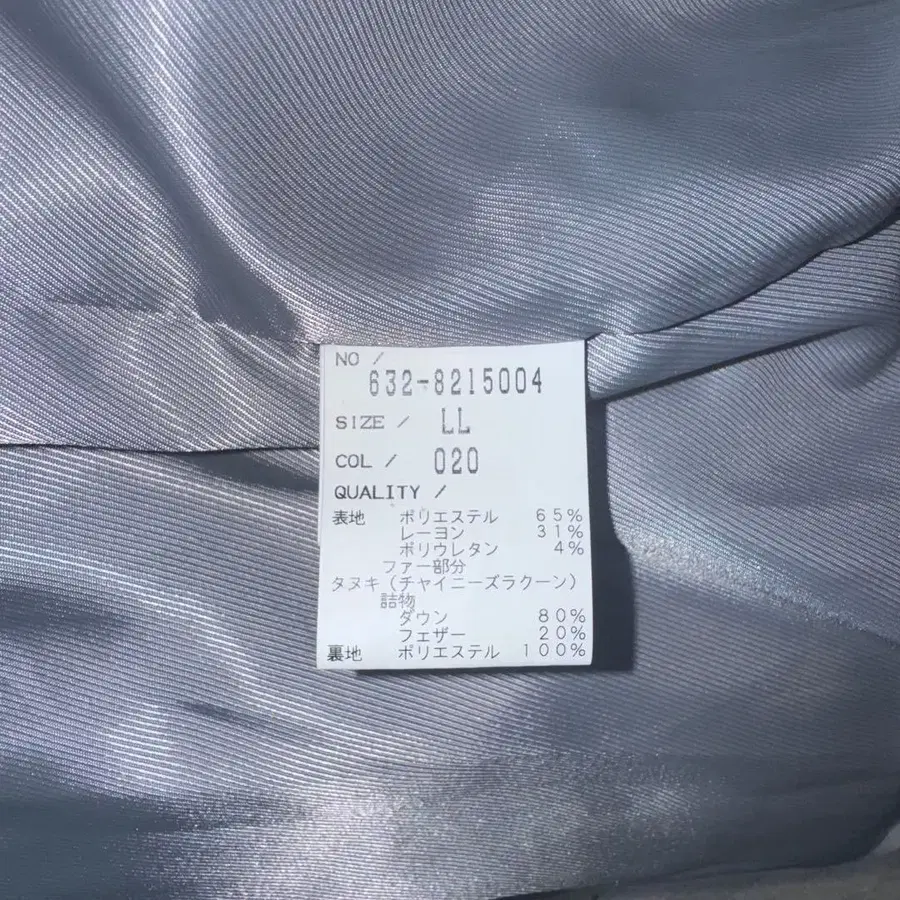 NO /
632-8215004
SIZE / LL
COL / 020
QUALITY /
表地 ポリエステル 65%
レーヨン 31%
ポリウレタン 4%
ファー部分
タヌキ(チャイニーズラクーン)
詰物
ダウン 80%
フェザー 20%
裏地 ポリエステル 100%